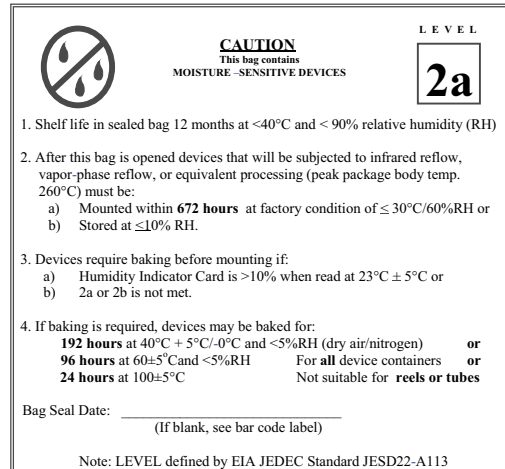 LEVEL
CAUTION
This bag contains
MOISTURE –SENSITIVE DEVICES
2a
1. Shelf life in sealed bag 12 months at <40°C and < 90% relative humidity (RH)
2. After this bag is opened devices that will be subjected to infrared reflow,
vapor-phase reflow, or equivalent processing (peak package body temp.
260°C) must be:
a) Mounted within 672 hours at factory condition of ≤ 30°C/60%RH or
b) Stored at ≤10% RH.
3. Devices require baking before mounting if:
a) Humidity Indicator Card is >10% when read at 23°C ± 5°C or
b) 2a or 2b is not met.
4. If baking is required, devices may be baked for:
192 hours at 40°C + 5°C/-0°C and <5%RH (dry air/nitrogen) or
96 hours at 60±5°Cand <5%RH For all device containers or
24 hours at 100±5°C Not suitable for reels or tubes
Bag Seal Date: ______________________________
(If blank, see bar code label)
Note: LEVEL defined by EIA JEDEC Standard JESD22-A113